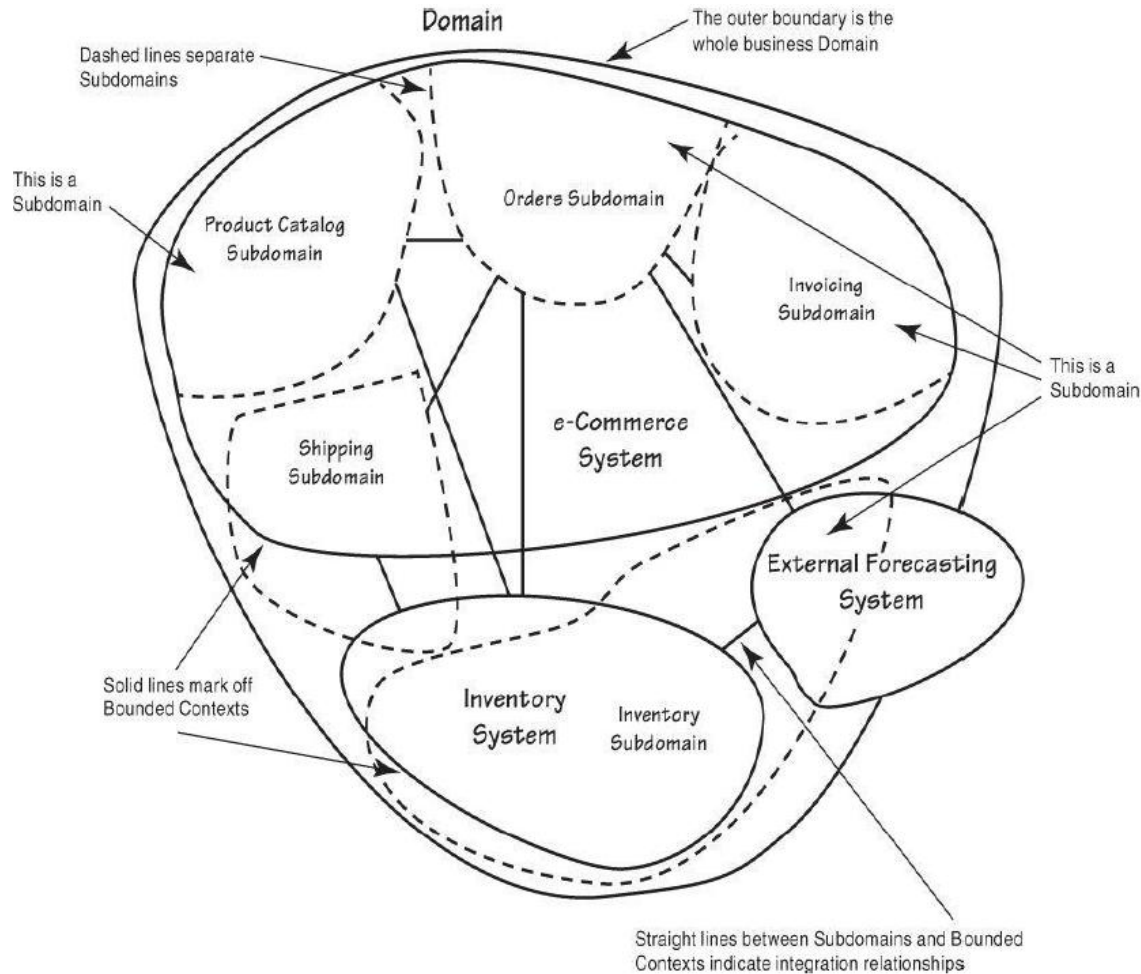 Domain
The outer boundary is the
whole business Domain
Dashed lines separate
Subdomains
This is a
Subdomain
Product Catalog
Subdomain
Orders Subdomain
Invoicing
Subdomain
This is a
Subdomain
Shipping
Subdomain
e-Commerce
System
External Forecasting
System
Solid lines mark off
Bounded Contexts
Inventory
System
Inventory
Subdomain
Straight lines between Subdomains and Bounded
Contexts indicate integration relationships